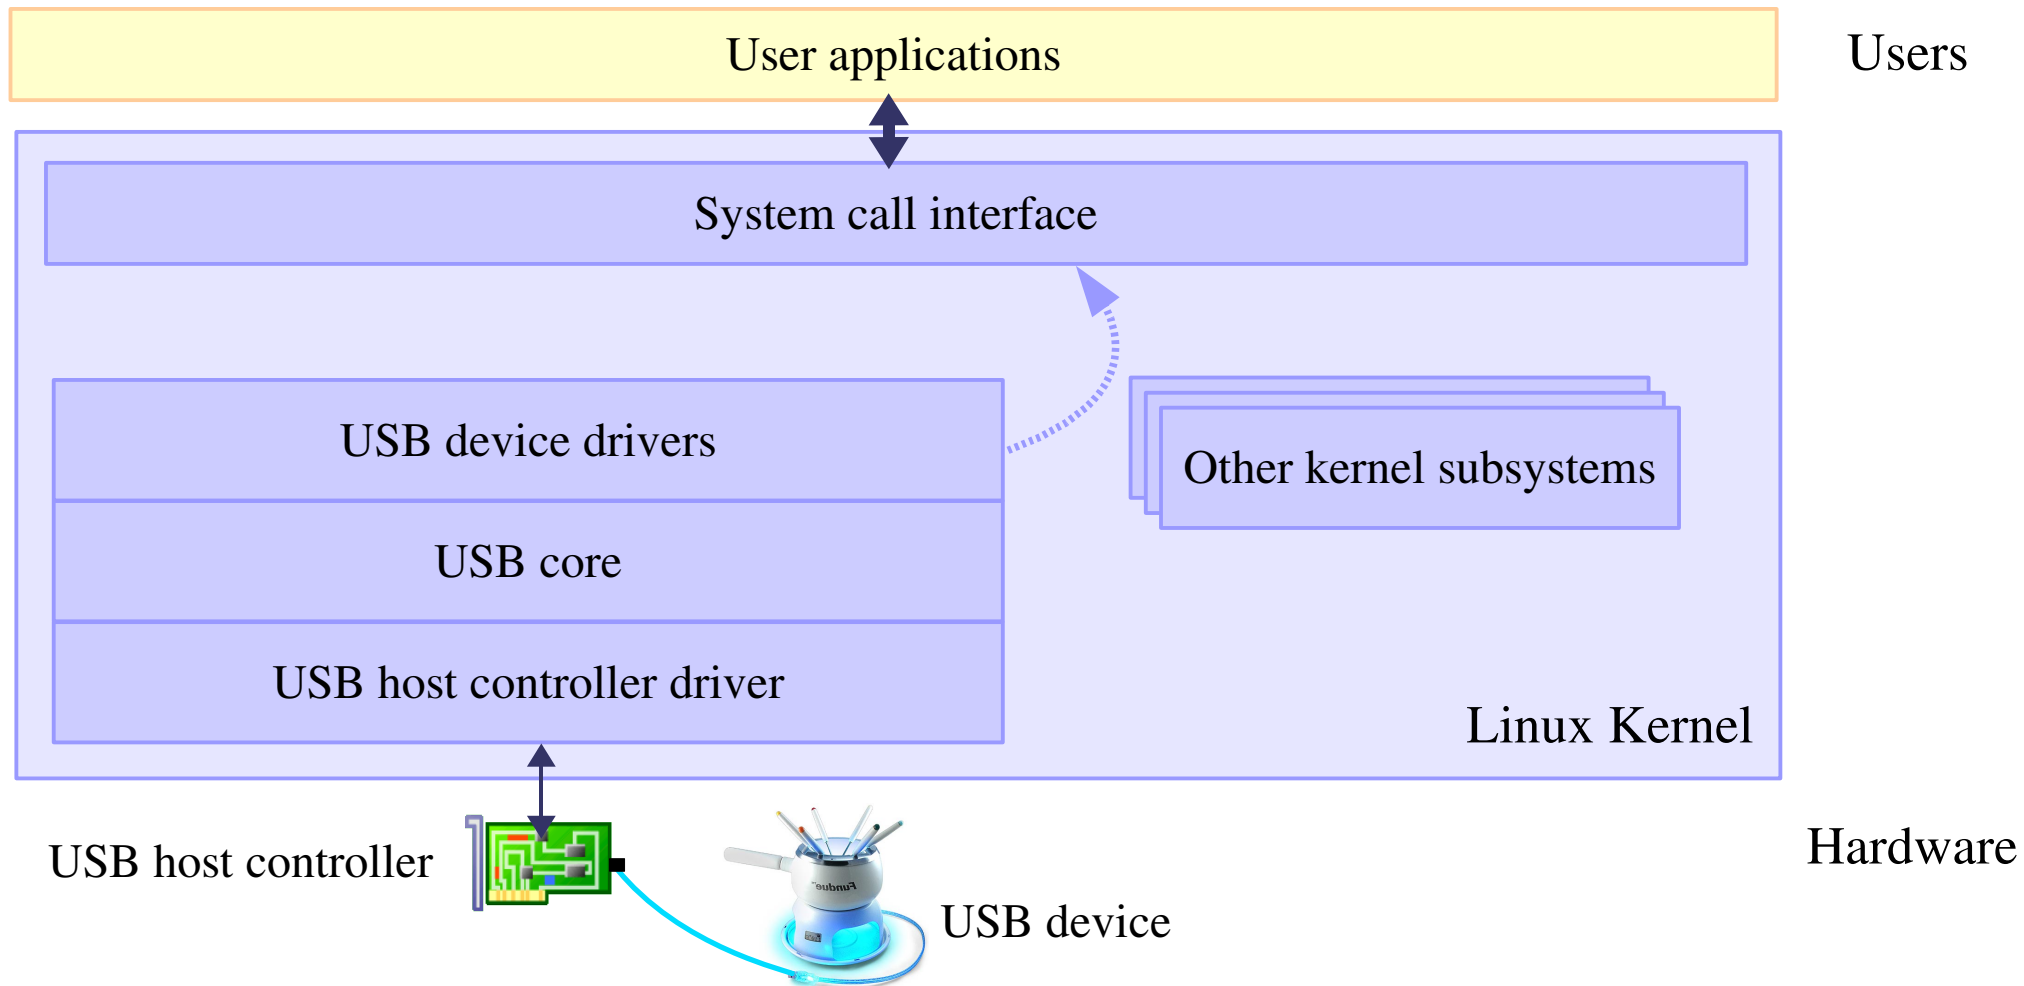 User applications
Users
System call interface
USB device drivers
Other kernel subsystems
USB core
USB host controller driver
Linux Kernel
USB host controller
Fundue™
USB device
Hardware